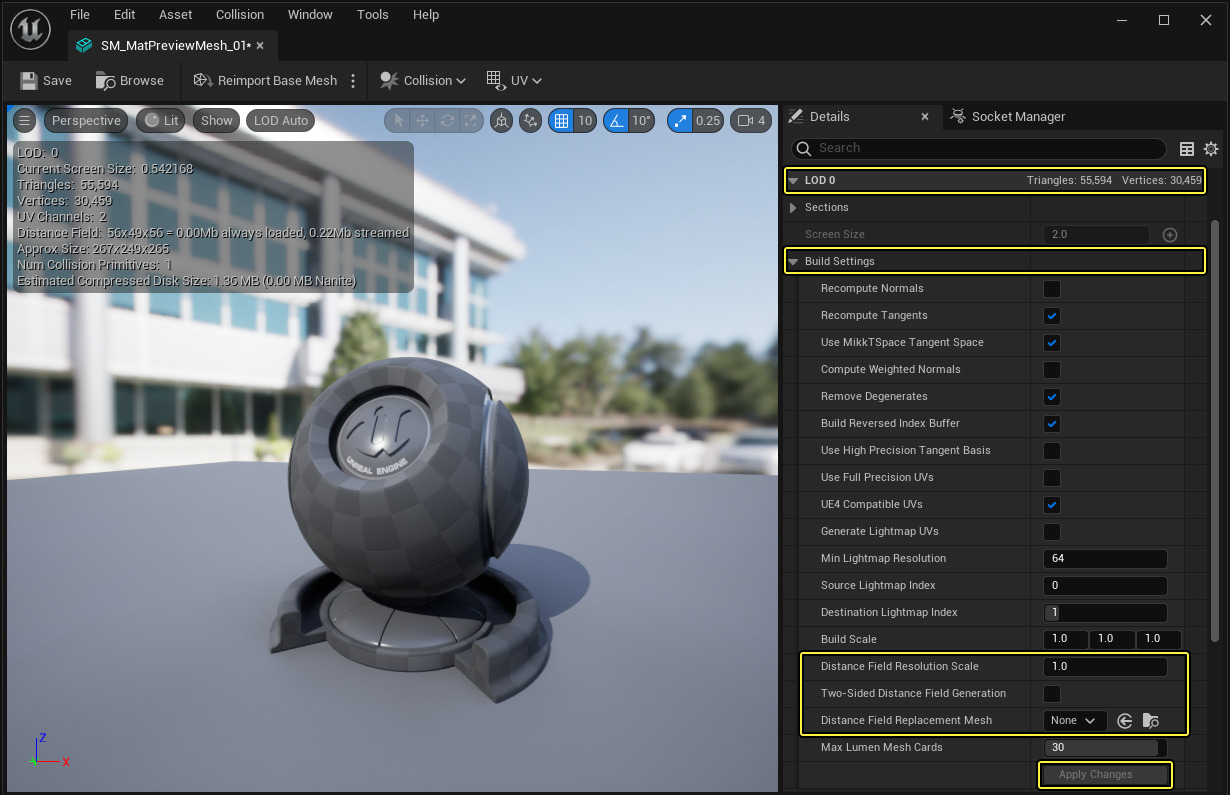 File Edit Asset Collision Window Tools Help
SM_MatPreviewMesh_01*
Save Browse Reimport Base Mesh Collision UV
Perspective Lit Show LOD Auto 10 10° 0.25 4
LOD: 0
Current Screen Size: 0.542168
Triangles: 55,594
Vertices: 30,459
UV Channels: 2
Distance Field: 56x49x56 = 0.00Mb always loaded, 0.22Mb streamed
Approx Size: 267x249x265
Num Collision Primitives: 1
Estimated Compressed Disk Size: 1.36 MB (0.00 MB Nanite)
UNREAL ENGINE
Z
X
Details Socket Manager
Search
LOD 0 Triangles: 55,594 Vertices: 30,459
Sections
Screen Size 2.0
Build Settings
Recompute Normals
Recompute Tangents
Use MikkTSpace Tangent Space
Compute Weighted Normals
Remove Degenerates
Build Reversed Index Buffer
Use High Precision Tangent Basis
Use Full Precision UVs
UE4 Compatible UVs
Generate Lightmap UVs
Min Lightmap Resolution 64
Source Lightmap Index 0
Destination Lightmap Index 1
Build Scale 1.0 1.0 1.0
Distance Field Resolution Scale 1.0
Two-Sided Distance Field Generation
Distance Field Replacement Mesh None
Max Lumen Mesh Cards 30
Apply Changes